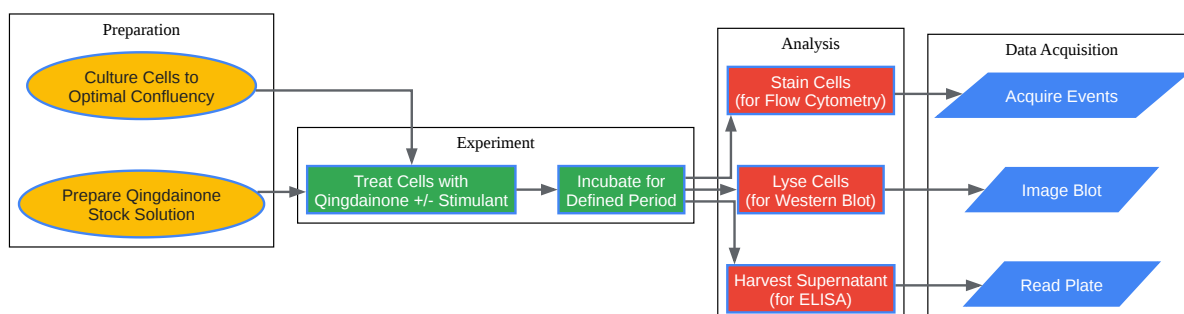 Preparation
Culture Cells to
Optimal Confluency
Prepare Qingdainone
Stock Solution
Experiment
Treat Cells with
Qingdainone +/- Stimulant
Incubate for
Defined Period
Analysis
Stain Cells
(for Flow Cytometry)
Lyse Cells
(for Western Blot)
Harvest Supernatant
(for ELISA)
Data Acquisition
Acquire Events
Image Blot
Read Plate